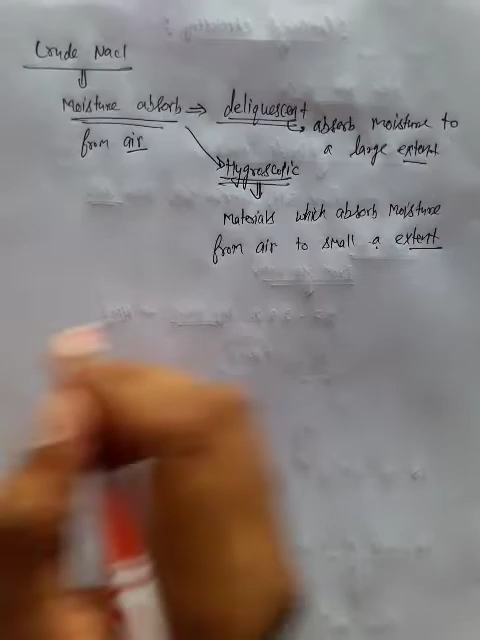 Crude Nacl
⇓
Moisture absorb ⇒ deliquescent
from air
absorb moisture to
a large extent
Hygroscopic
⇓
Materials which absorb Moisture
from air to small a extent